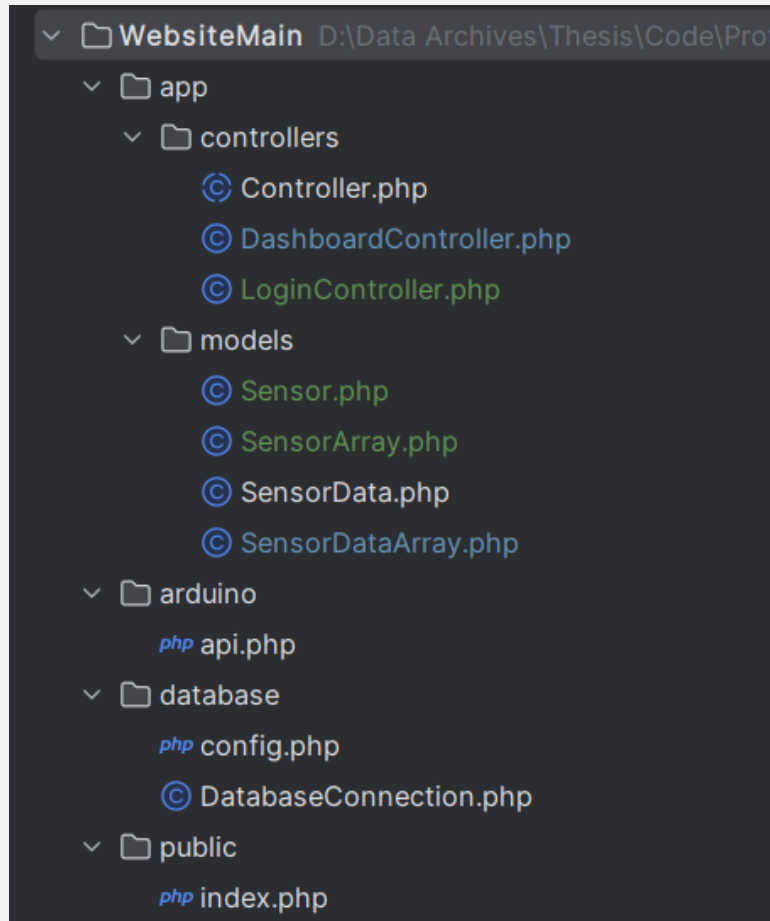 WebsiteMain D:\Data Archives\Thesis\Code\Pro
app
controllers
Controller.php
DashboardController.php
LoginController.php
models
Sensor.php
SensorArray.php
SensorData.php
SensorDataArray.php
arduino
php api.php
database
php config.php
DatabaseConnection.php
public
php index.php